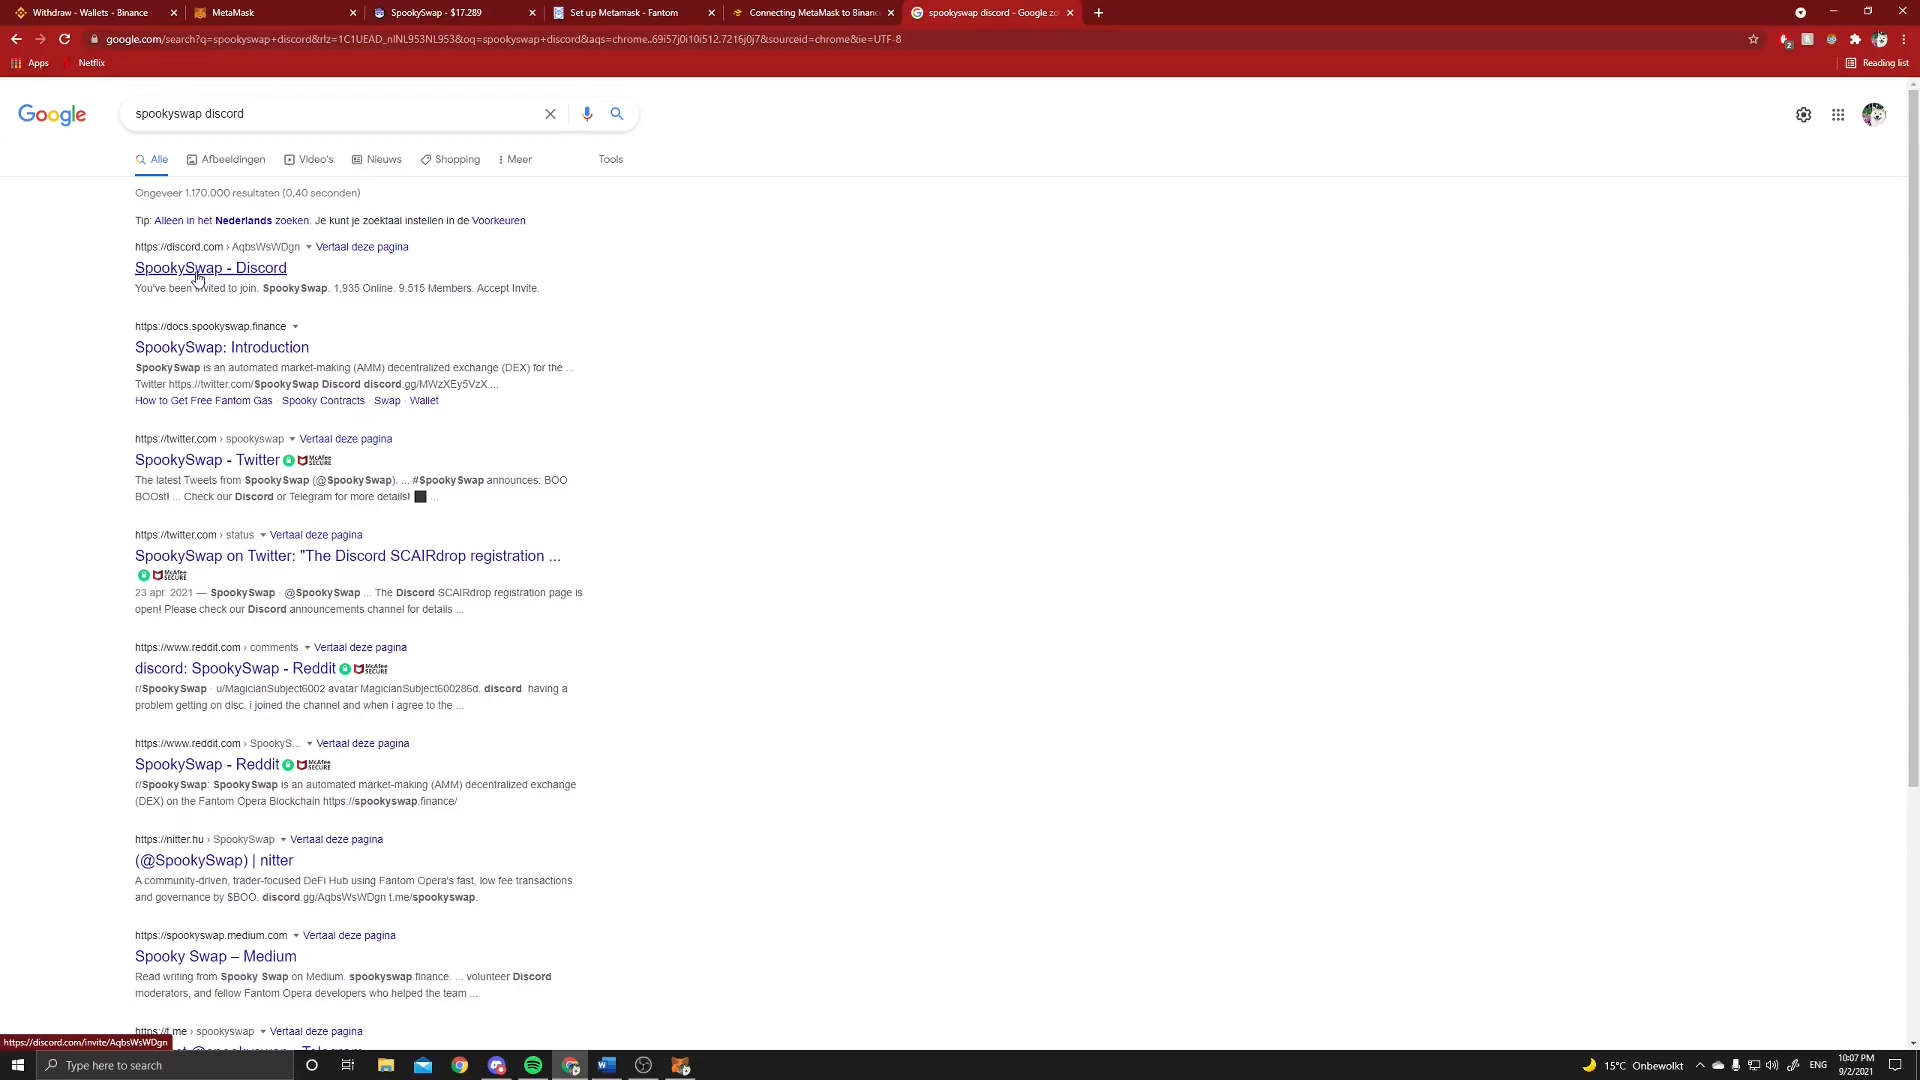 Withdraw - Wallets - Binance
MetaMask
SpookySwap - $17.289
Set up Metamask - Fantom
Connecting MetaMask to Binanc
spookyswap discord - Google zo
google.com/search?q=spookyswap+discord&rlz=1C1UEAD_nlNL953NL953&oq=spookyswap+discord&aqs=chrome..69i57j0i10i512.7216j0j7&sourceid=chrome&ie=UTF-8
2
Apps
Netflix
Reading list
Google
spookyswap discord
Alle
Afbeeldingen
Video's
Nieuws
Shopping
Meer
Tools
Ongeveer 1.170.000 resultaten (0,40 seconden)
Tip: Alleen in het Nederlands zoeken. Je kunt je zoektaal instellen in de Voorkeuren
https://discord.com › AqbsWsWDgn Vertaal deze pagina
SpookySwap - Discord
You've been invited to join. SpookySwap. 1,935 Online. 9,515 Members. Accept Invite.
https://docs.spookyswap.finance
SpookySwap: Introduction
SpookySwap is an automated market-making (AMM) decentralized exchange (DEX) for the ...
Twitter https://twitter.com/SpookySwap Discord discord.gg/MWzXEy5VzX ...
How to Get Free Fantom Gas · Spooky Contracts · Swap · Wallet
https://twitter.com › spookyswap Vertaal deze pagina
SpookySwap - Twitter McAfee SECURE
The latest Tweets from SpookySwap (@SpookySwap). ... #SpookySwap announces: BOO
BOOst! ... Check our Discord or Telegram for more details! ...
https://twitter.com › status Vertaal deze pagina
SpookySwap on Twitter: "The Discord SCAIRdrop registration ...
McAfee SECURE
23 apr. 2021 — SpookySwap · @SpookySwap ... The Discord SCAIRdrop registration page is
open! Please check our Discord announcements channel for details ...
https://www.reddit.com › comments Vertaal deze pagina
discord: SpookySwap - Reddit McAfee SECURE
r/SpookySwap · u/MagicianSubject6002 avatar MagicianSubject600286d. discord. having a
problem getting on disc. i joined the channel and when i agree to the ...
https://www.reddit.com › SpookyS... Vertaal deze pagina
SpookySwap - Reddit McAfee SECURE
r/SpookySwap: SpookySwap is an automated market-making (AMM) decentralized exchange
(DEX) on the Fantom Opera Blockchain https://spookyswap.finance/
https://nitter.hu › SpookySwap Vertaal deze pagina
(@SpookySwap) | nitter
A community-driven, trader-focused DeFi Hub using Fantom Opera's fast, low fee transactions
and governance by $BOO. discord.gg/AqbsWsWDgn t.me/spookyswap.
https://spookyswap.medium.com Vertaal deze pagina
Spooky Swap – Medium
Read writing from Spooky Swap on Medium. spookyswap.finance. ... volunteer Discord
moderators, and fellow Fantom Opera developers who helped the team ...
https://t.me › spookyswap Vertaal deze pagina
https://discord.com/invite/AqbsWsWDgn
Type here to search
15°C Onbewolkt
ENG
10:07 PM
9/2/2021